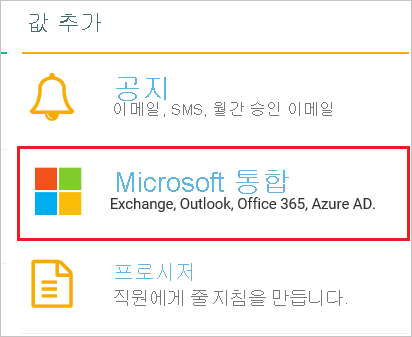 값 추가
공지
이메일, SMS, 월간 승인 이메일
Microsoft 통합
Exchange, Outlook, Office 365, Azure AD.
프로시저
직원에게 줄 지침을 만듭니다.